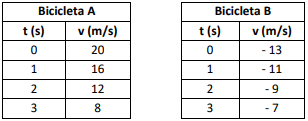 Bicicleta A
t (s) v (m/s)
0 20
1 16
2 12
3 8
Bicicleta B
t (s) v (m/s)
0 - 13
1 - 11
2 - 9
3 - 7